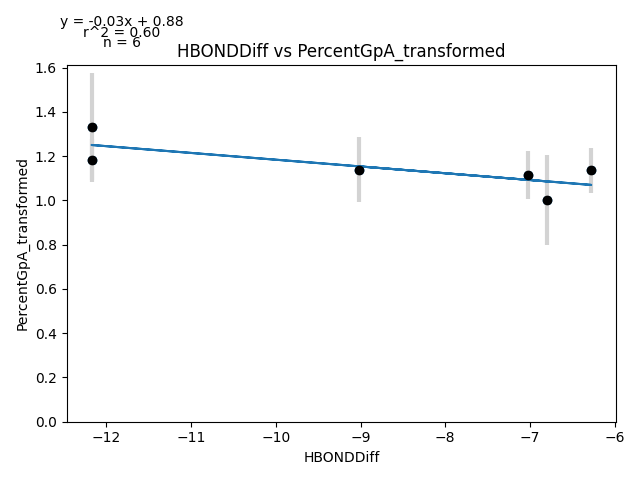 y = -0.03x + 0.88
r^2 = 0.60
n = 6
HBONDDiff vs PercentGpA_transformed
PercentGpA_transformed
1.6
1.4
1.2
1.0
0.8
0.6
0.4
0.2
0.0
−12
−11
−10
−9
−8
−7
−6
HBONDDiff